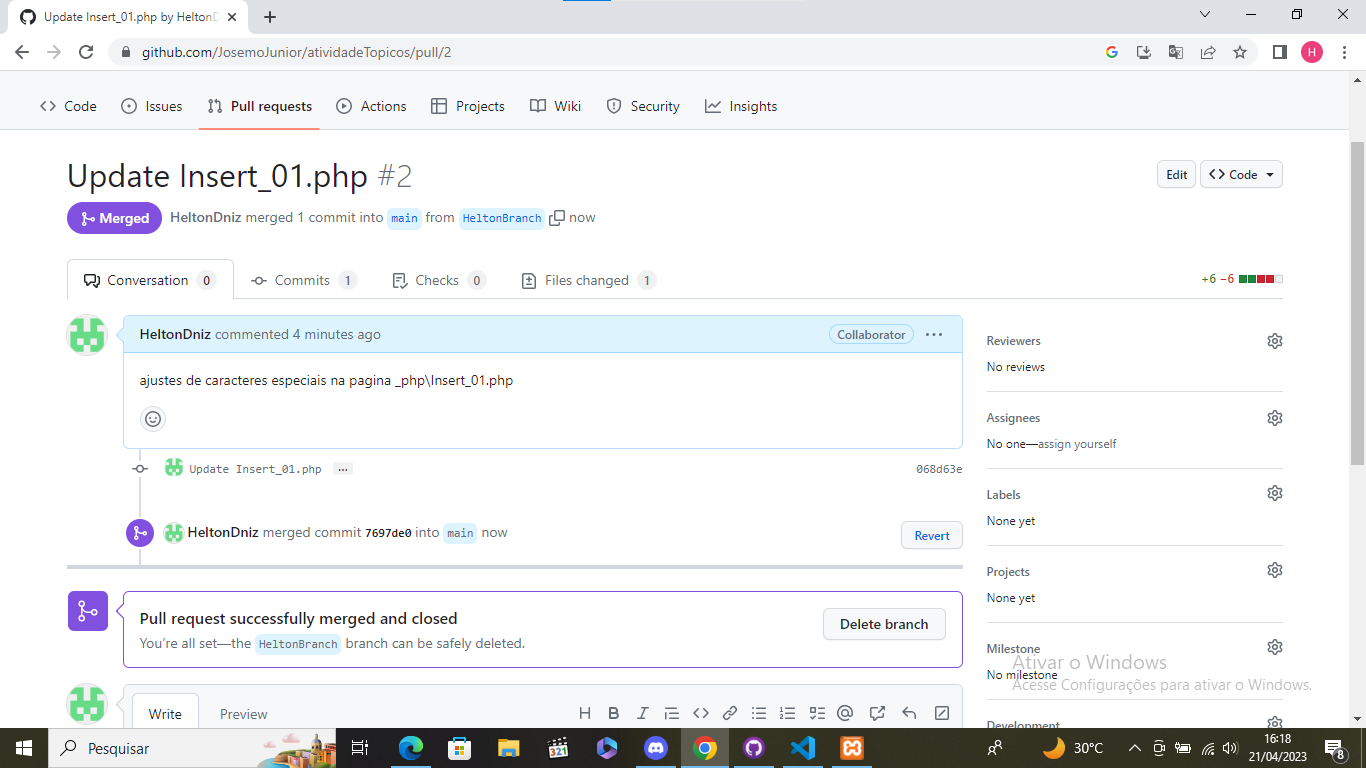 Update Insert_01.php by HeltonD
github.com/JosemoJunior/atividadeTopicos/pull/2
H
Code Issues Pull requests Actions Projects Wiki Security Insights
Update Insert_01.php #2
Edit Code
Merged HeltonDniz merged 1 commit into main from HeltonBranch now
Conversation 0 Commits 1 Checks 0 Files changed 1
+6 −6
HeltonDniz commented 4 minutes ago
Collaborator
ajustes de caracteres especiais na pagina _php\Insert_01.php
Update Insert_01.php ...
068d63e
HeltonDniz merged commit 7697de0 into main now
Revert
Pull request successfully merged and closed
You're all set—the HeltonBranch branch can be safely deleted.
Delete branch
Write Preview
Reviewers
No reviews
Assignees
No one—assign yourself
Labels
None yet
Projects
None yet
Milestone
No milestone
Development
Ativar o Windows
Acesse Configurações para ativar o Windows.
Pesquisar
321
30°C
16:18
21/04/2023
8